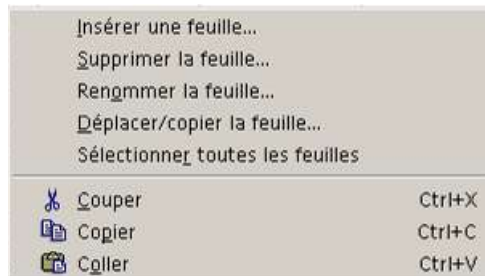 Insérer une feuille...
Supprimer la feuille...
Renommer la feuille...
Déplacer/copier la feuille...
Sélectionner toutes les feuilles
Couper Ctrl+X
Copier Ctrl+C
Coller Ctrl+V